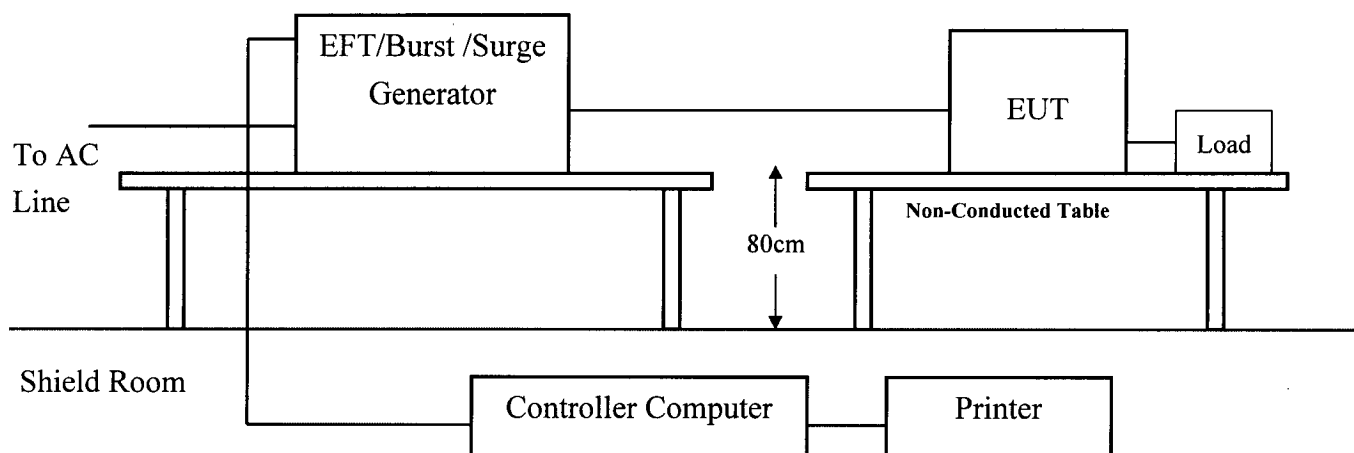 EFT/Burst /Surge
Generator
EUT
Load
To AC
Line
Non-Conducted Table
80cm
Shield Room
Controller Computer
Printer